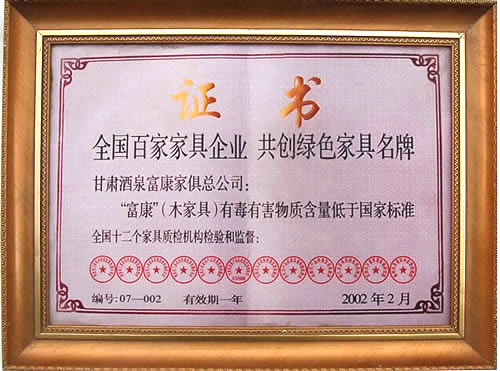 证书
全国百家家具企业 共创绿色家具名牌
甘肃酒泉富康家俱总公司：
“富康”（木家具）有毒有害物质含量低于国家标准
全国十二个家具质检机构检验和监督：
编号：07—002 有效期一年 2002年2月